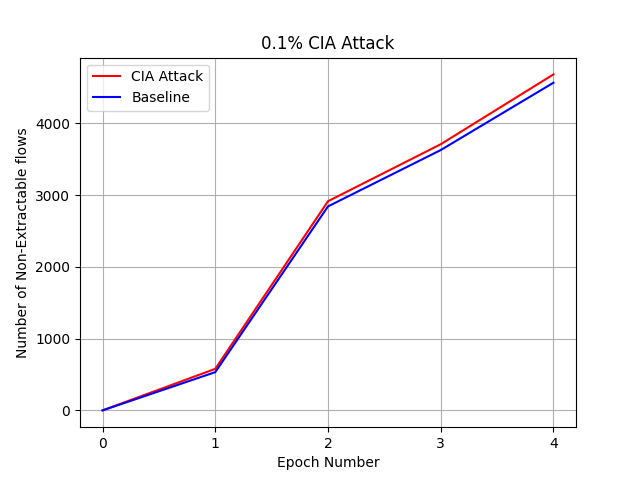 0.1% CIA Attack
CIA Attack
Baseline
Number of Non-Extractable flows
4000
3000
2000
1000
0
0 1 2 3 4
Epoch Number